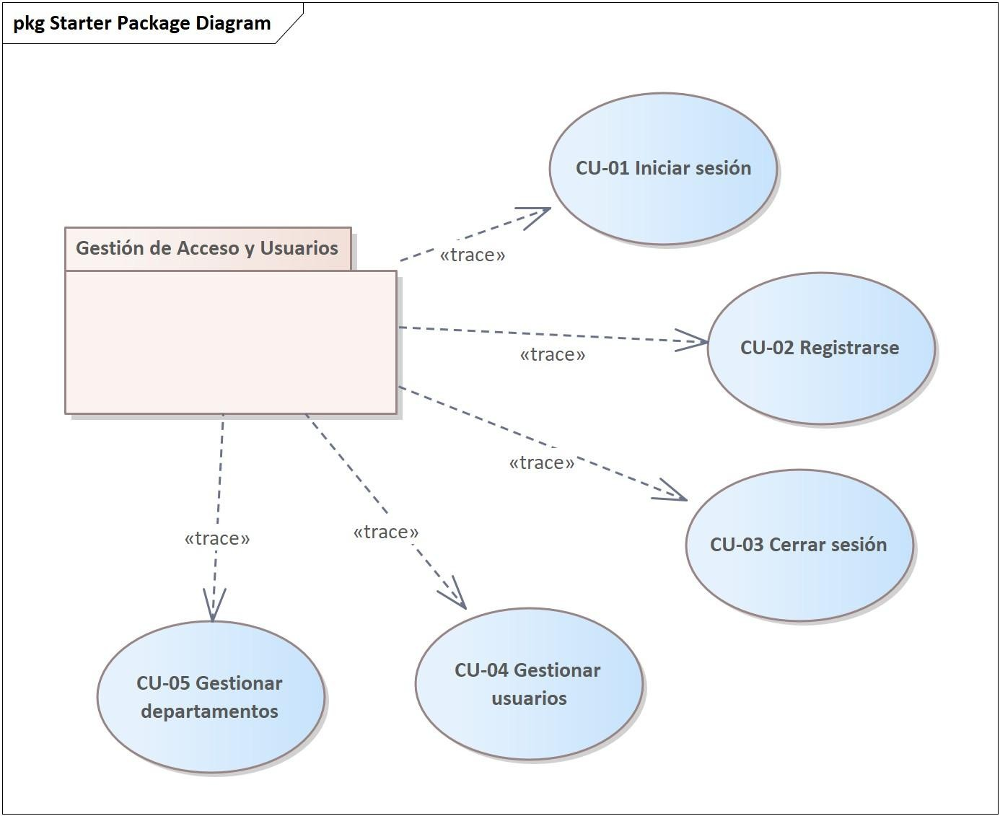 pkg Starter Package Diagram
CU-01 Iniciar sesión
Gestión de Acceso y Usuarios
«trace»
CU-02 Registrarse
«trace»
«trace»
CU-03 Cerrar sesión
«trace»
«trace»
CU-05 Gestionar
departamentos
CU-04 Gestionar
usuarios